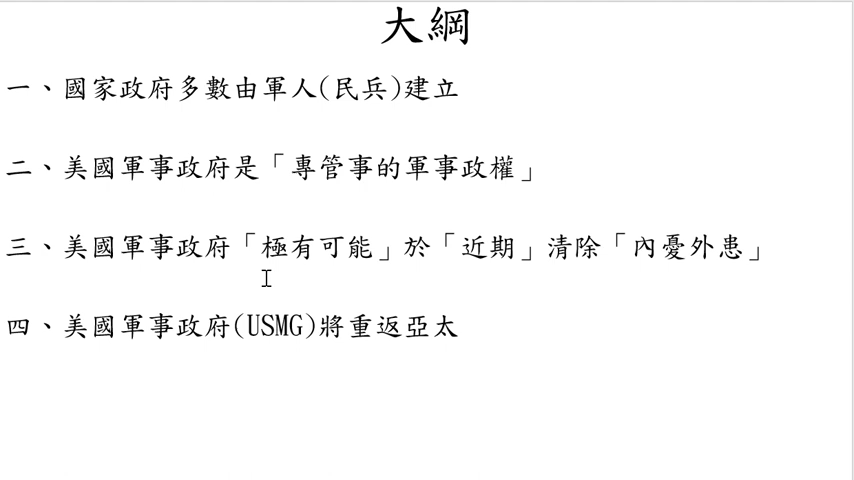 大綱
一、國家政府多數由軍人(民兵)建立
二、美國軍事政府是「專管事的軍事政權」
三、美國軍事政府「極有可能」於「近期」清除「內憂外患」
四、美國軍事政府(USMG)將重返亞太